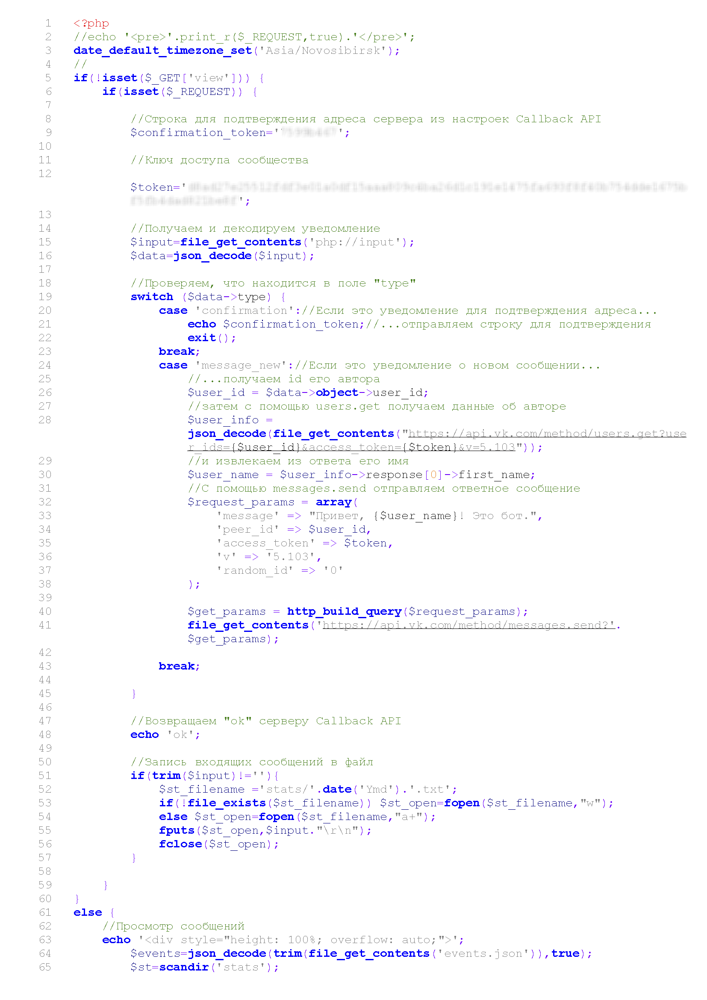 1 <?php
2 //echo '<pre>'.print_r($_REQUEST,true).'</pre>';
3 date_default_timezone_set('Asia/Novosibirsk');
4 //
5 if(!isset($_GET['view'])) {
6 if(isset($_REQUEST)) {
7
8 //Строка для подтверждения адреса сервера из настроек Callback API
9 $confirmation_token='';
10
11 //Ключ доступа сообщества
12
$token='
';
13
14 //Получаем и декодируем уведомление
15 $input=file_get_contents('php://input');
16 $data=json_decode($input);
17
18 //Проверяем, что находится в поле "type"
19 switch ($data->type) {
20 case 'confirmation'://Если это уведомление для подтверждения адреса...
21 echo $confirmation_token;//...отправляем строку для подтверждения
22 exit();
23 break;
24 case 'message_new'://Если это уведомление о новом сообщении...
25 //...получаем id его автора
26 $user_id = $data->object->user_id;
27 //затем с помощью users.get получаем данные об авторе
28 $user_info =
json_decode(file_get_contents("https://api.vk.com/method/users.get?use
r_ids={$user_id}&access_token={$token}&v=5.103"));
29 //и извлекаем из ответа его имя
30 $user_name = $user_info->response[0]->first_name;
31 //С помощью messages.send отправляем ответное сообщение
32 $request_params = array(
33 'message' => "Привет, {$user_name}! Это бот.",
34 'peer_id' => $user_id,
35 'access_token' => $token,
36 'v' => '5.103',
37 'random_id' => '0'
38 );
39
40 $get_params = http_build_query($request_params);
41 file_get_contents('https://api.vk.com/method/messages.send?'.
$get_params);
42
43 break;
44
45 }
46
47 //Возвращаем "ok" серверу Callback API
48 echo 'ok';
49
50 //Запись входящих сообщений в файл
51 if(trim($input)!=''){
52 $st_filename ='stats/'.date('Ymd').'.txt';
53 if(!file_exists($st_filename)) $st_open=fopen($st_filename,"w");
54 else $st_open=fopen($st_filename,"a+");
55 fputs($st_open,$input."\r\n");
56 fclose($st_open);
57 }
58
59 }
60 }
61 else {
62 //Просмотр сообщений
63 echo '<div style="height: 100%; overflow: auto;">';
64 $events=json_decode(trim(file_get_contents('events.json')),true);
65 $st=scandir('stats');